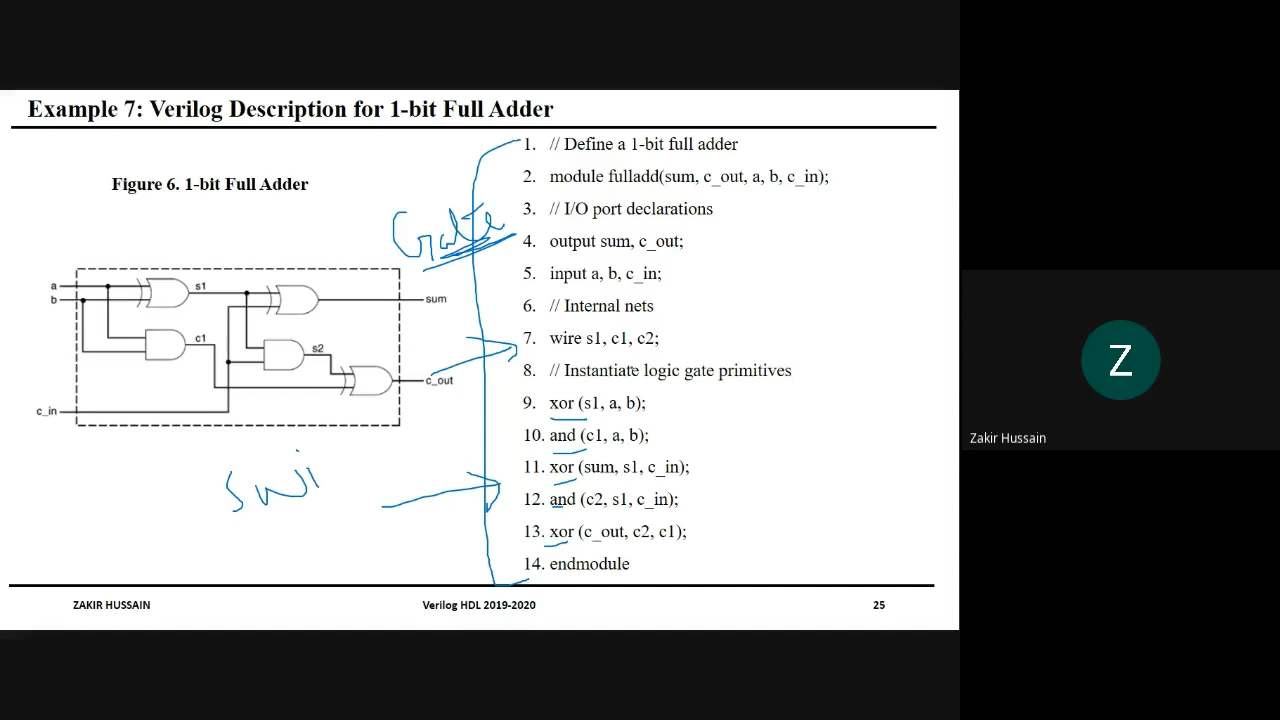 Example 7: Verilog Description for 1-bit Full Adder
Figure 6. 1-bit Full Adder
a
b
s1
sum
c1
s2
c_out
c_in
Gate
1. // Define a 1-bit full adder
2. module fulladd(sum, c_out, a, b, c_in);
3. // I/O port declarations
4. output sum, c_out;
5. input a, b, c_in;
6. // Internal nets
7. wire s1, c1, c2;
8. // Instantiate logic gate primitives
9. xor (s1, a, b);
10. and (c1, a, b);
11. xor (sum, s1, c_in);
12. and (c2, s1, c_in);
13. xor (c_out, c2, c1);
14. endmodule
ZAKIR HUSSAIN
Verilog HDL 2019-2020
25
Z
Zakir Hussain